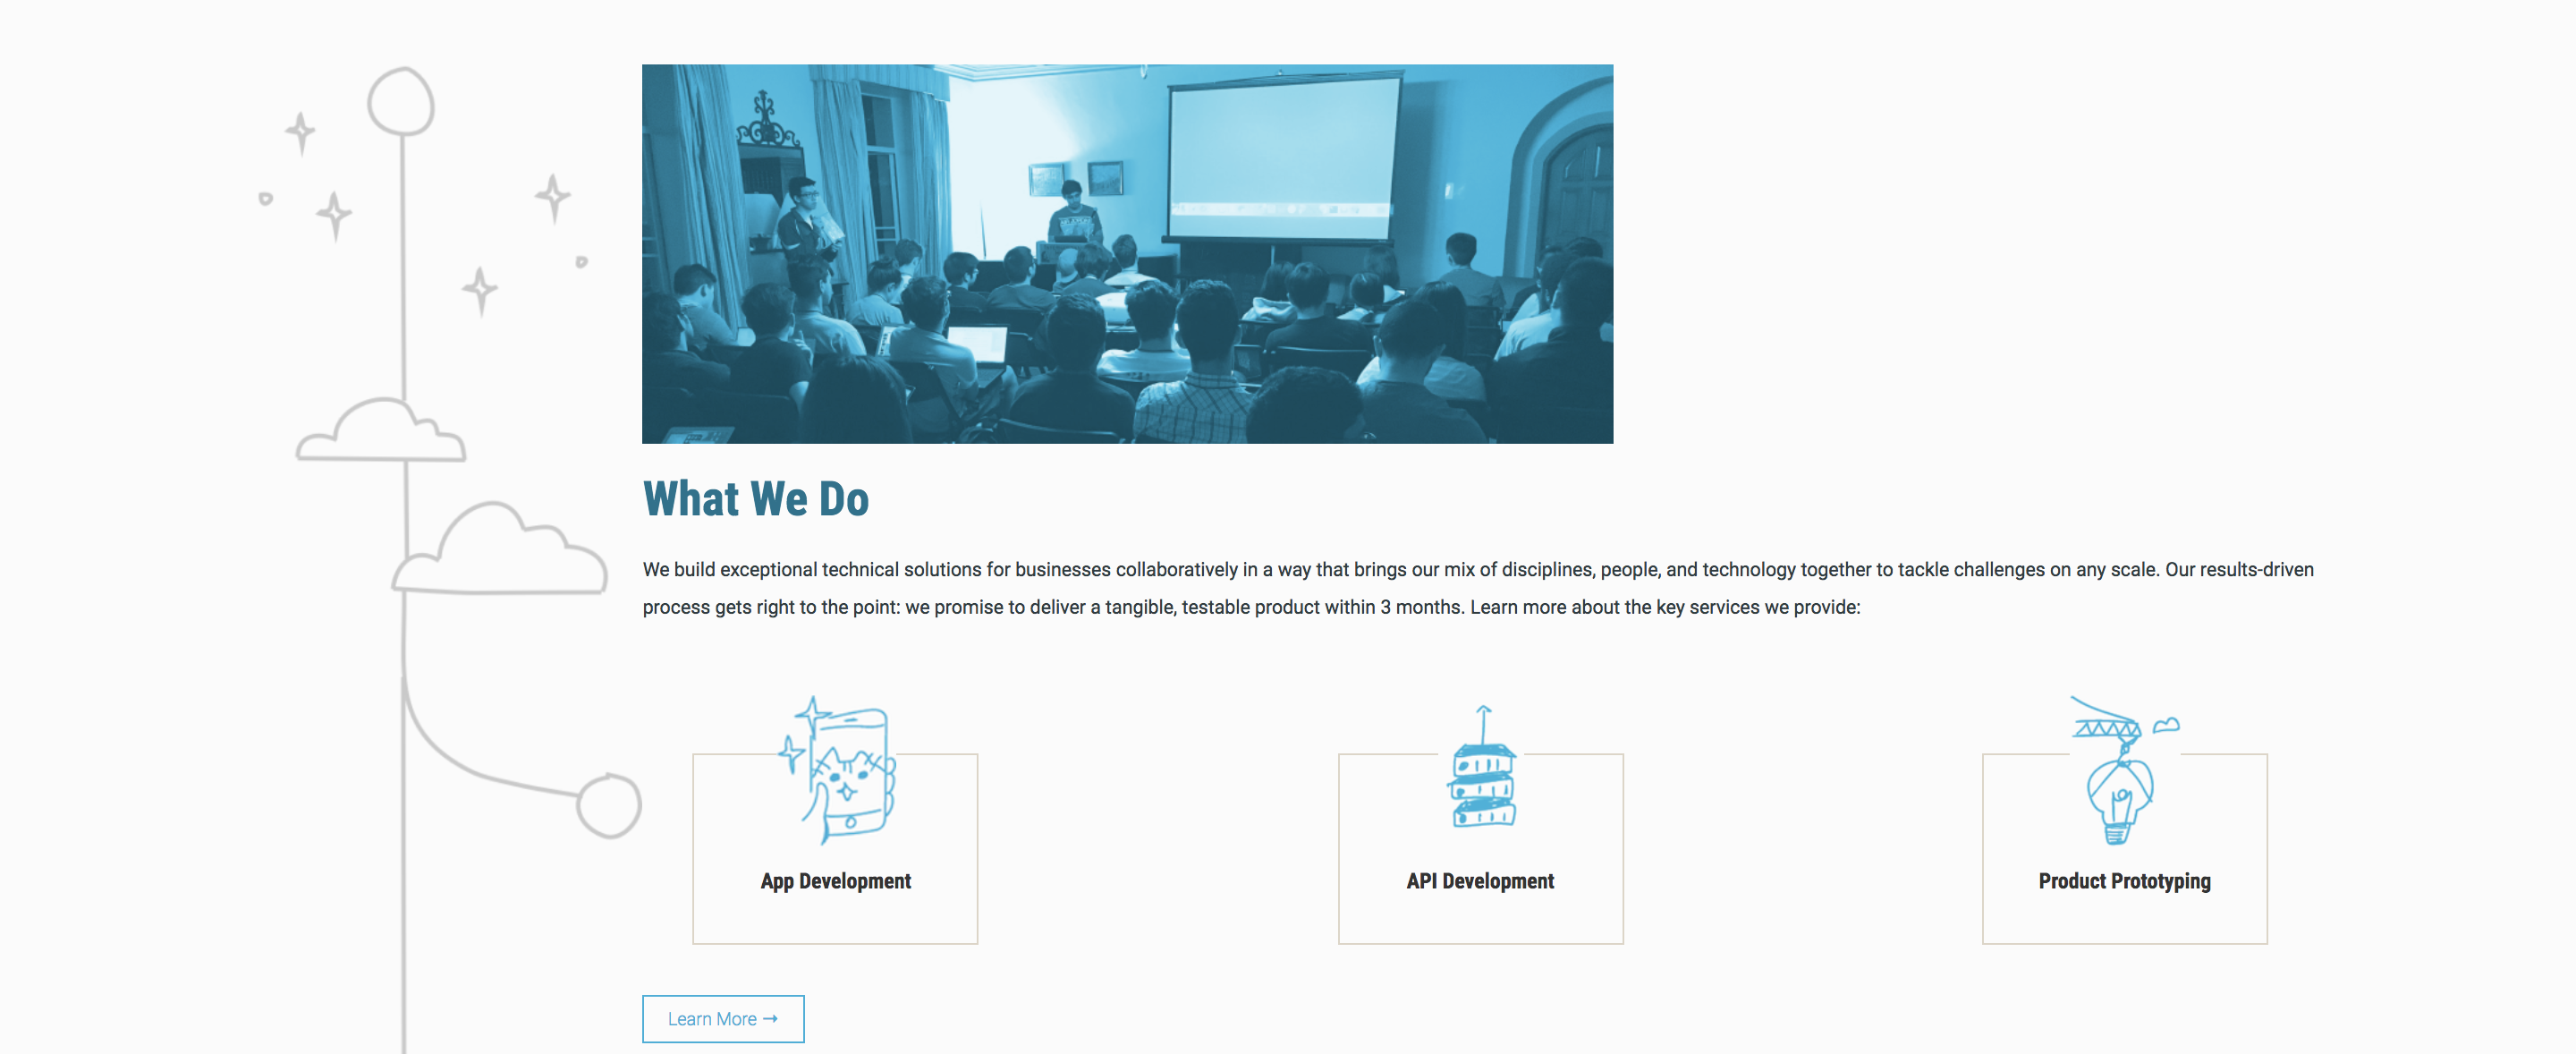 What We Do
We build exceptional technical solutions for businesses collaboratively in a way that brings our mix of disciplines, people, and technology together to tackle challenges on any scale. Our results-driven
process gets right to the point: we promise to deliver a tangible, testable product within 3 months. Learn more about the key services we provide:
App Development
API Development
Product Prototyping
Learn More →